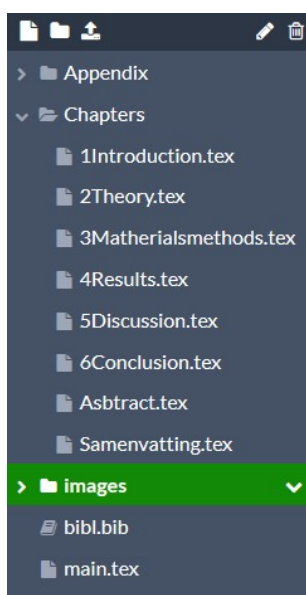 Appendix
Chapters
1Introduction.tex
2Theory.tex
3Matherialsmethods.tex
4Results.tex
5Discussion.tex
6Conclusion.tex
Asbtract.tex
Samenvatting.tex
images
bibl.bib
main.tex